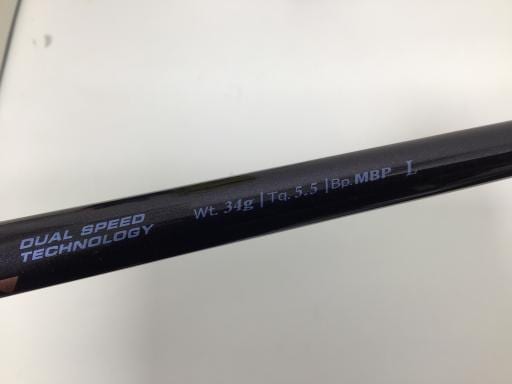 DUAL SPEED
TECHNOLOGY
Wt. 34g | Tq. 5.5 | Bp. MBP L